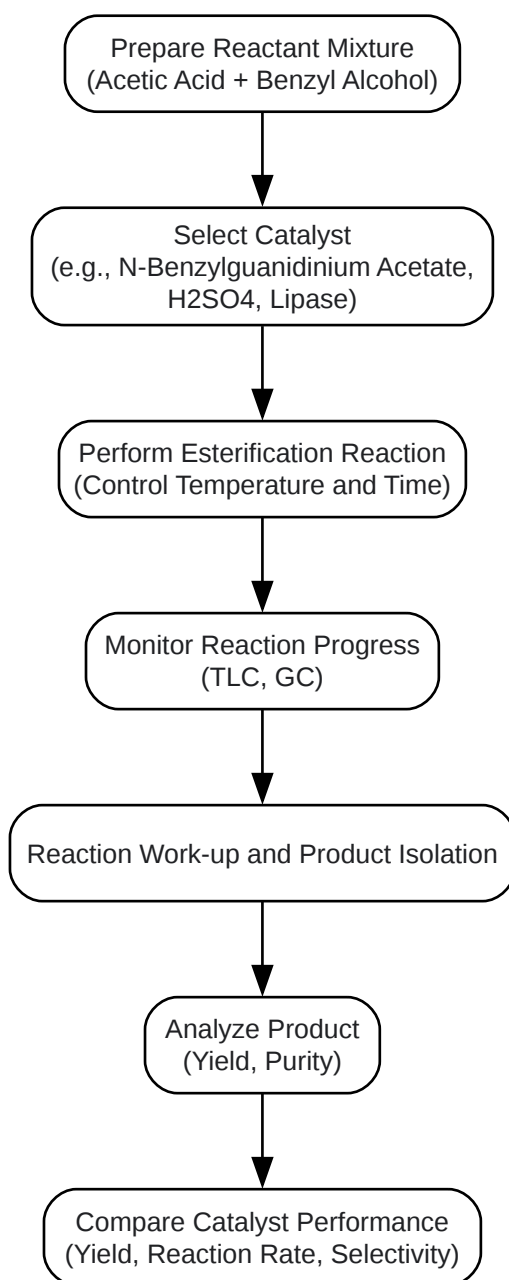 Prepare Reactant Mixture
(Acetic Acid + Benzyl Alcohol)
Select Catalyst
(e.g., N-Benzylguanidinium Acetate,
H2SO4, Lipase)
Perform Esterification Reaction
(Control Temperature and Time)
Monitor Reaction Progress
(TLC, GC)
Reaction Work-up and Product Isolation
Analyze Product
(Yield, Purity)
Compare Catalyst Performance
(Yield, Reaction Rate, Selectivity)